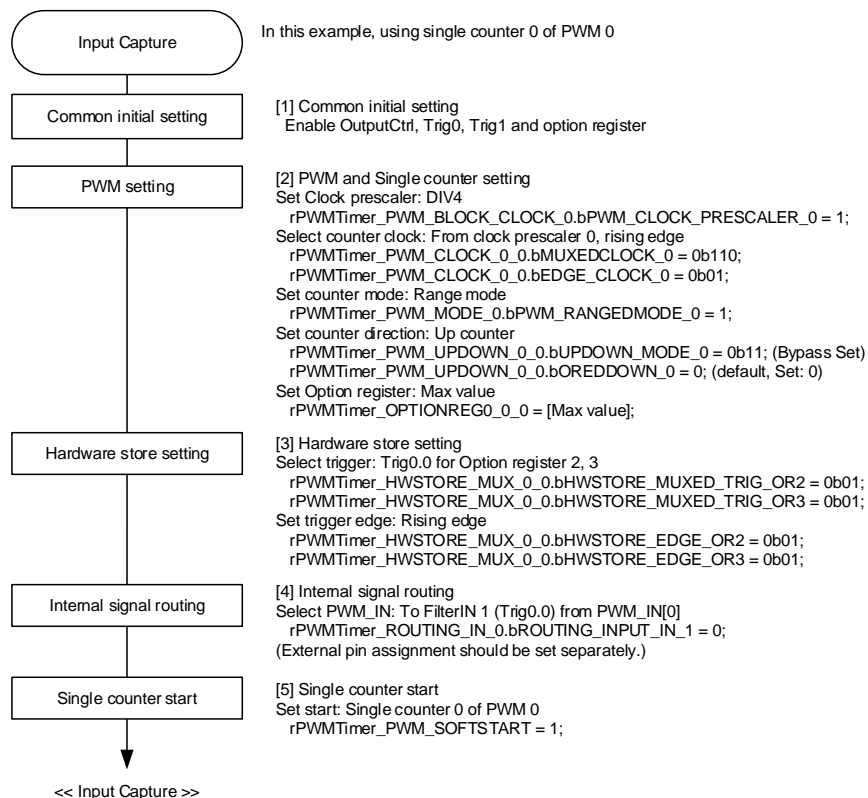 Input Capture
In this example, using single counter 0 of PWM 0
Common initial setting
[1] Common initial setting
Enable OutputCtrl, Trig0, Trig1 and option register
PWM setting
[2] PWM and Single counter setting
Set Clock prescaler: DIV4
rPWMTimer_PWM_BLOCK_CLOCK_0.bPWM_CLOCK_PRESCALER_0 = 1;
Select counter clock: From clock prescaler 0, rising edge
rPWMTimer_PWM_CLOCK_0_0.bMUXEDCLOCK_0 = 0b110;
rPWMTimer_PWM_CLOCK_0_0.bEDGE_CLOCK_0 = 0b01;
Set counter mode: Range mode
rPWMTimer_PWM_MODE_0.bPWM_RANGEDMODE_0 = 1;
Set counter direction: Up counter
rPWMTimer_PWM_UPDOWN_0_0.bUPDOWN_MODE_0 = 0b11; (Bypass Set)
rPWMTimer_PWM_UPDOWN_0_0.bOREDDOWN_0 = 0; (default, Set: 0)
Set Option register: Max value
rPWMTimer_OPTIONREG0_0_0 = [Max value];
Hardware store setting
[3] Hardware store setting
Select trigger: Trig0.0 for Option register 2, 3
rPWMTimer_HWSTORE_MUX_0_0.bHWSTORE_MUXED_TRIG_OR2 = 0b01;
rPWMTimer_HWSTORE_MUX_0_0.bHWSTORE_MUXED_TRIG_OR3 = 0b01;
Set trigger edge: Rising edge
rPWMTimer_HWSTORE_MUX_0_0.bHWSTORE_EDGE_OR2 = 0b01;
rPWMTimer_HWSTORE_MUX_0_0.bHWSTORE_EDGE_OR3 = 0b01;
Internal signal routing
[4] Internal signal routing
Select PWM_IN: To FilterIN 1 (Trig0.0) from PWM_IN[0]
rPWMTimer_ROUTING_IN_0.bROUTING_INPUT_IN_1 = 0;
(External pin assignment should be set separately.)
Single counter start
[5] Single counter start
Set start: Single counter 0 of PWM 0
rPWMTimer_PWM_SOFTSTART = 1;
<< Input Capture >>